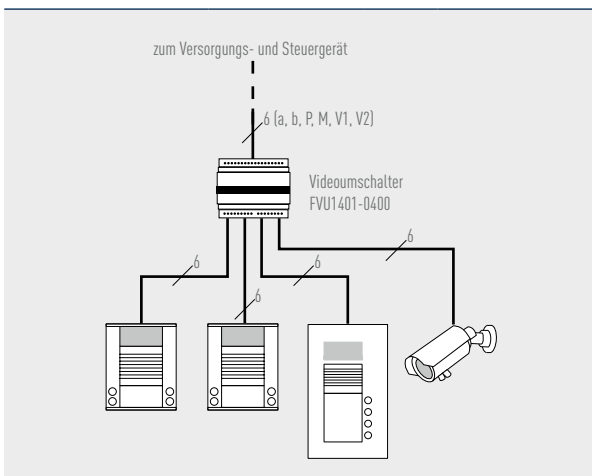 zum Versorgungs- und Steuergerät
6 (a, b, P, M, V1, V2)
Videoumschalter
FVU1401-0400
6
6
6
6